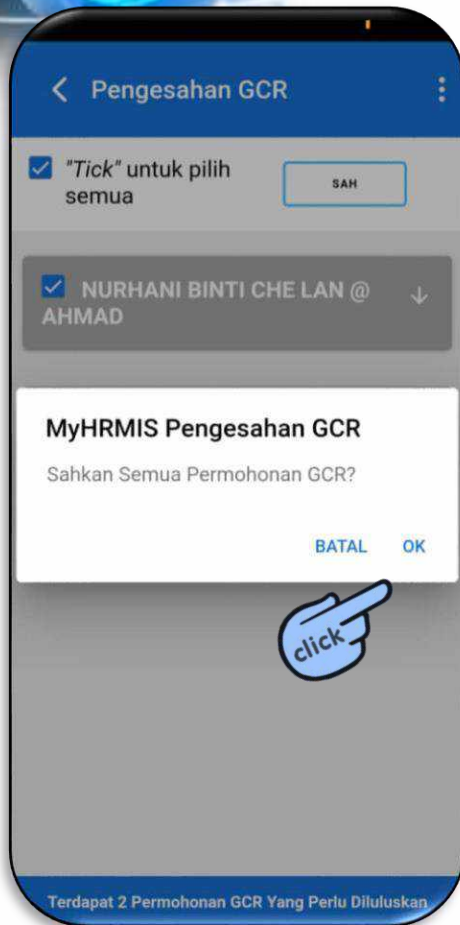 Pengesahan GCR
"Tick" untuk pilih
semua
SAH
NURHANI BINTI CHE LAN @
AHMAD
MyHRMIS Pengesahan GCR
Sahkan Semua Permohonan GCR?
BATAL OK
click
Terdapat 2 Permohonan GCR Yang Perlu Diluluskan